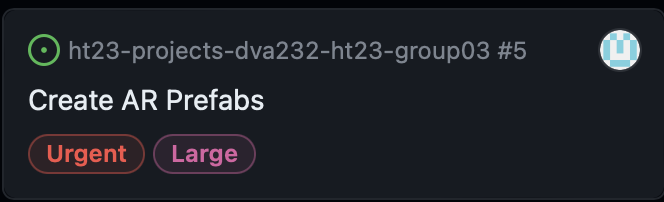 ht23-projects-dva232-ht23-group03 #5
Create AR Prefabs
Urgent Large